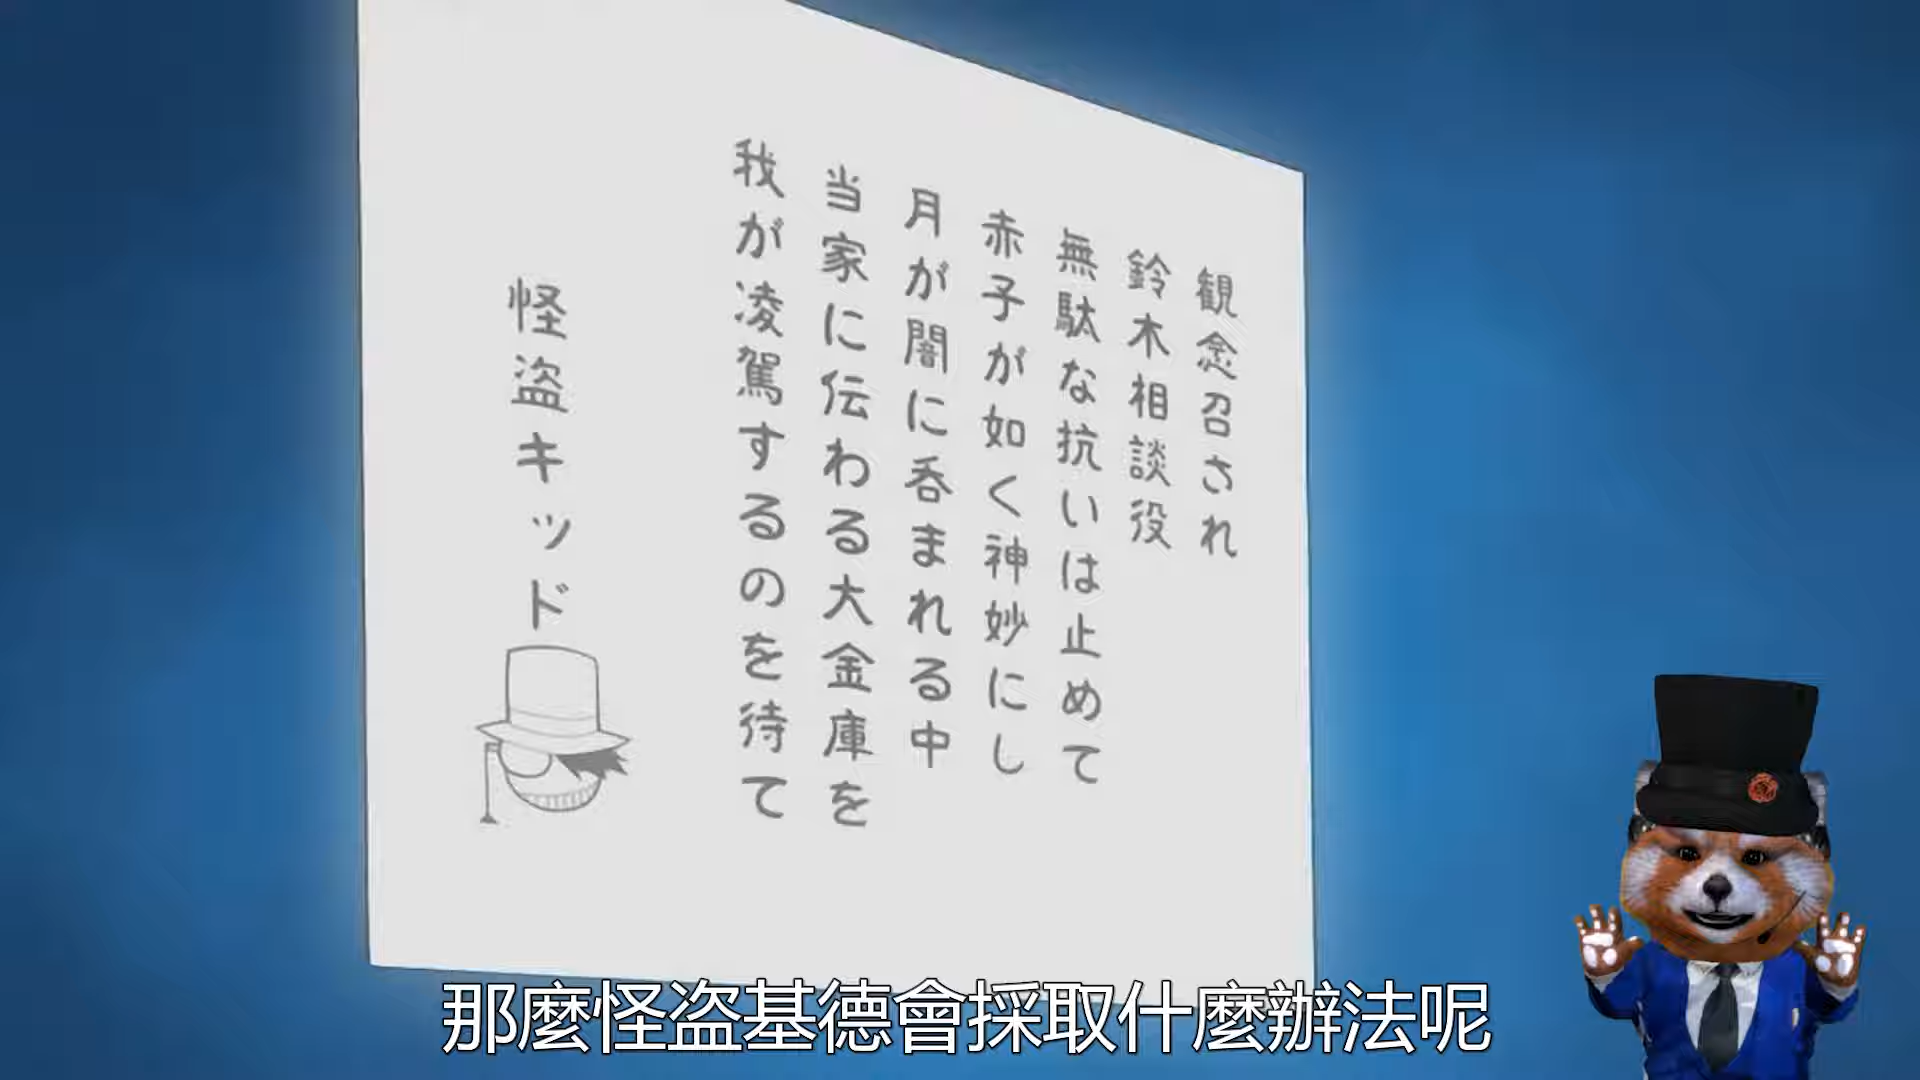 観念召され
鈴木相談役
無駄な抗いは止めて
赤子が如く神妙にし
月が闇に呑まれる中
当家に伝わる大金庫を
我が凌駕するのを待て
怪盗キッド
那麼怪盜基德會採取什麼辦法呢